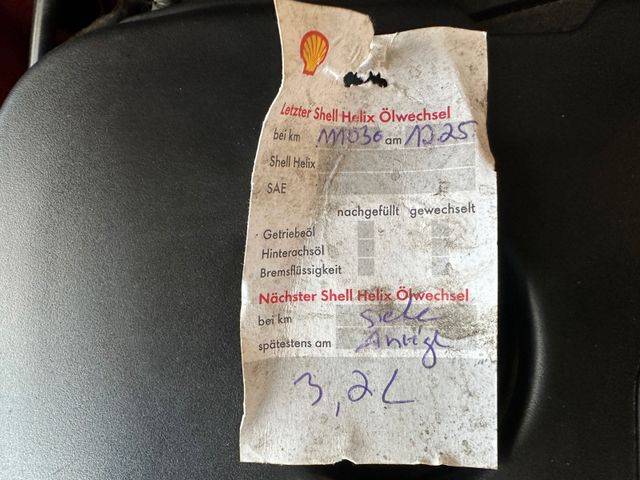 Letzter Shell Helix Ölwechsel
bei km 111030 am 12.25
Shell Helix
SAE
nachgefüllt gewechselt
Getriebeöl
Hinterachsöl
Bremsflüssigkeit
Nächster Shell Helix Ölwechsel
bei km siehe
spätestens am Anzeige
3,2L